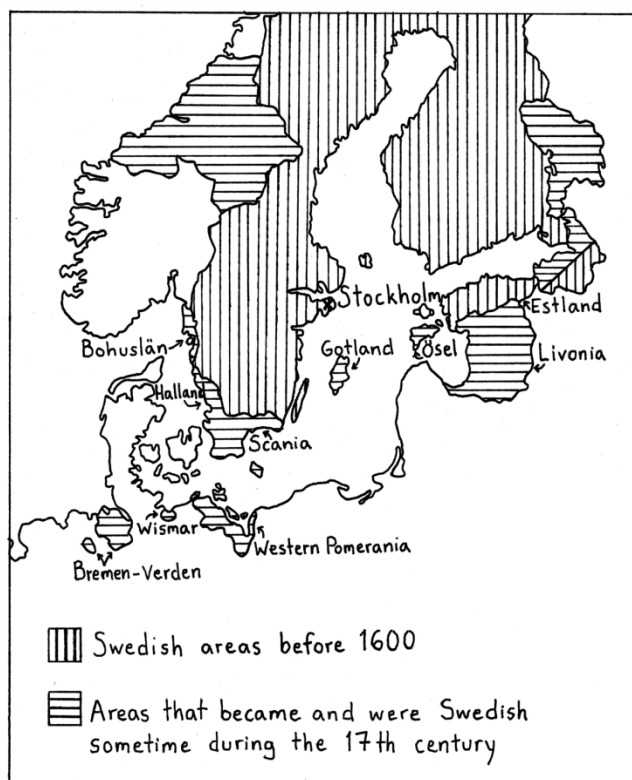 Stockholm
Estland
Bohuslän
Gotland
Ösel
Livonia
Halland
Scania
Wismar
Western Pomerania
Bremen-Verden
Swedish areas before 1600
Areas that became and were Swedish
sometime during the 17th century